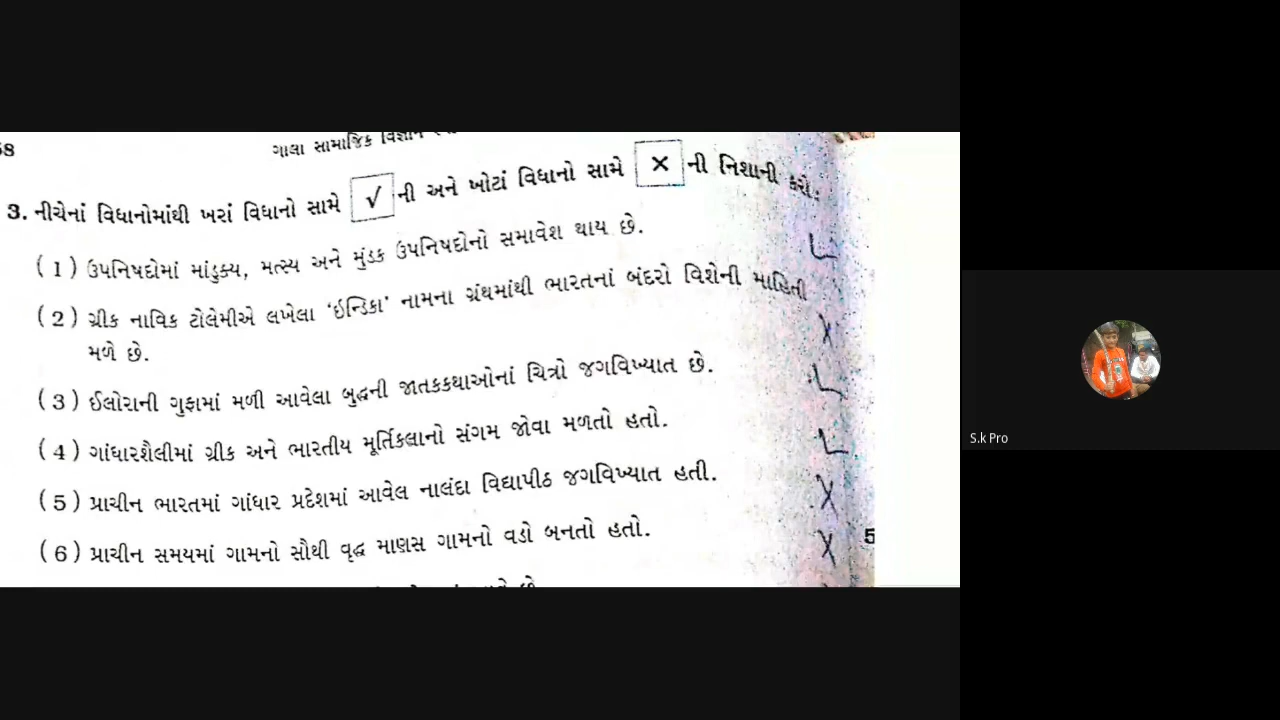 58
ગાલા સામાજિક વિજ્ઞાન
3. નીચેનાં વિધાનોમાંથી ખરાં વિધાનો સામે ✓ ની અને ખોટાં વિધાનો સામે × ની નિશાની કરો:
(1) ઉપનિષદોમાં માંડુક્ય, મત્સ્ય અને મુંડક ઉપનિષદોનો સમાવેશ થાય છે.
(2) ગ્રીક નાવિક ટોલેમીએ લખેલા ‘ઇન્ડિકા’ નામના ગ્રંથમાંથી ભારતનાં બંદરો વિશેની માહિતી
મળે છે. X
(3) ઈલોરાની ગુફામાં મળી આવેલા બુદ્ધની જાતકકથાઓનાં ચિત્રો જગવિખ્યાત છે.
(4) ગાંધારશૈલીમાં ગ્રીક અને ભારતીય મૂર્તિકલાનો સંગમ જોવા મળતો હતો.
(5) પ્રાચીન ભારતમાં ગાંધાર પ્રદેશમાં આવેલ નાલંદા વિદ્યાપીઠ જગવિખ્યાત હતી. X
(6) પ્રાચીન સમયમાં ગામનો સૌથી વૃદ્ધ માણસ ગામનો વડો બનતો હતો. X 5
S.k Pro